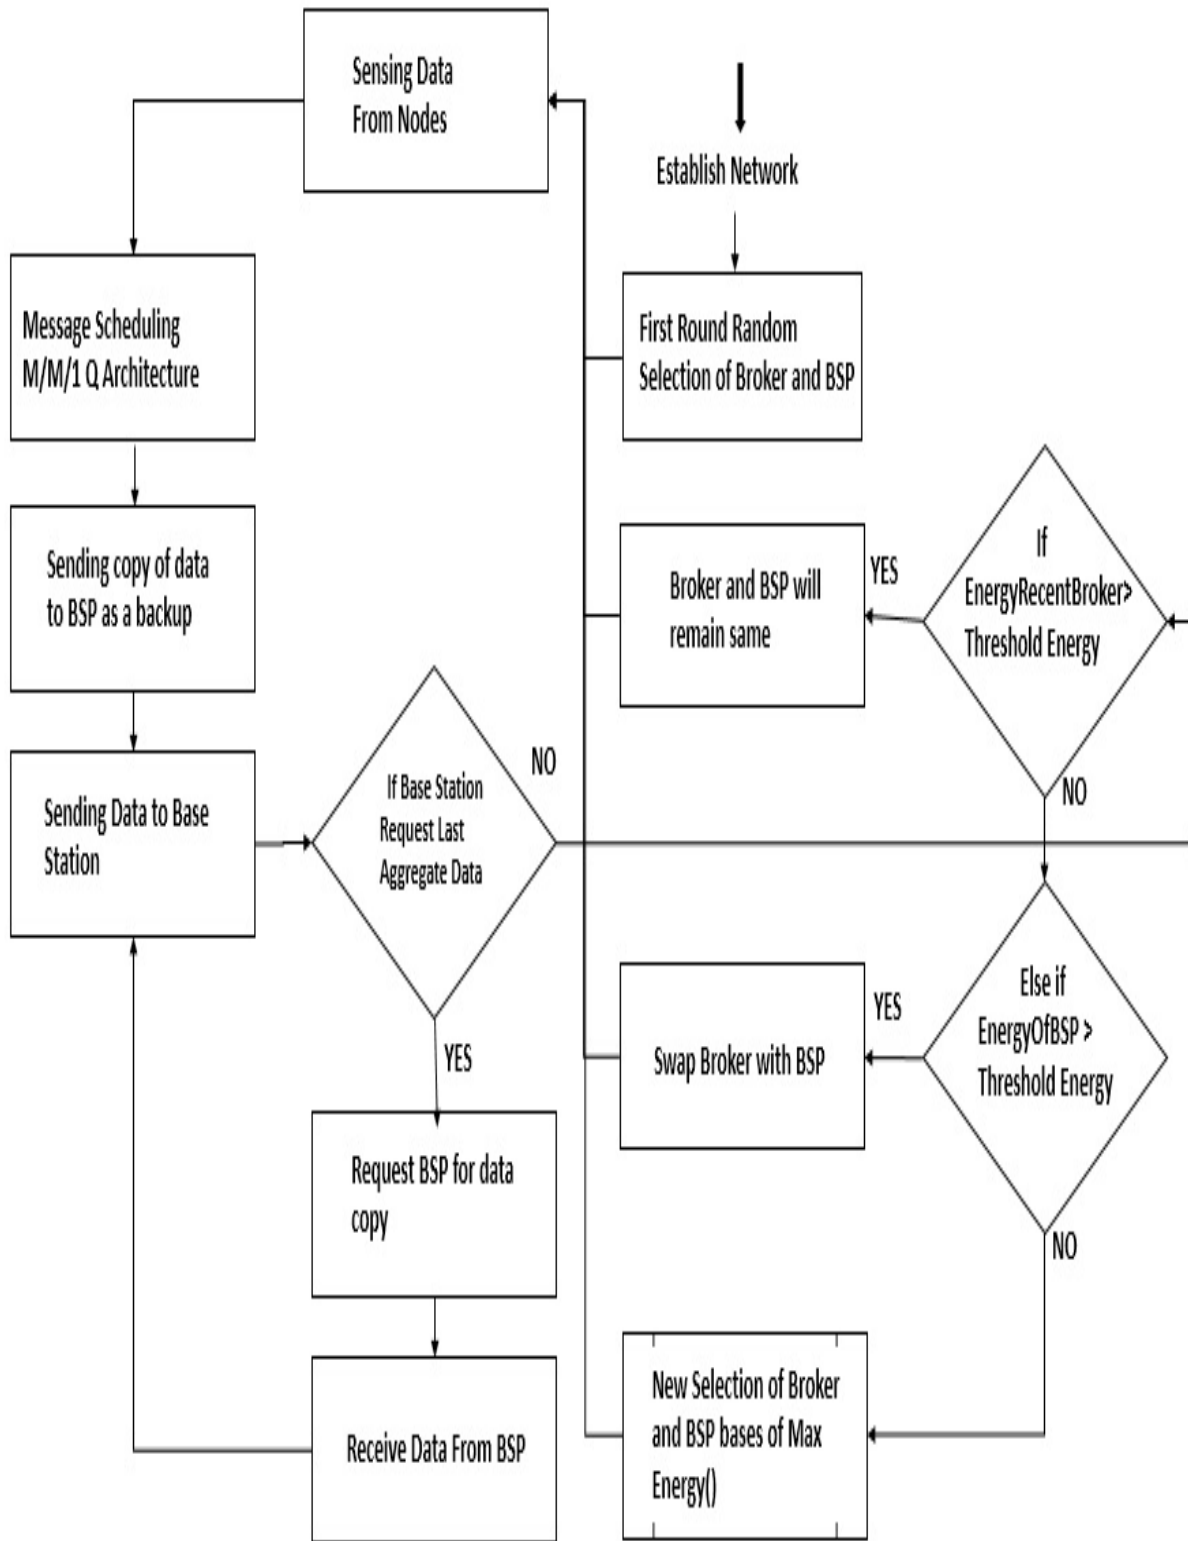 Sensing Data
From Nodes
Establish Network
Message Scheduling
M/M/1 Q Architecture
First Round Random
Selection of Broker and BSP
Sending copy of data
to BSP as a backup
Broker and BSP will
remain same
YES
If
EnergyRecentBroker>
Threshold Energy
NO
Sending Data to Base
Station
If Base Station
Request Last
Aggregate Data
NO
YES
Swap Broker with BSP
YES
Else if
EnergyOfBSP >
Threshold Energy
NO
Request BSP for data
copy
Receive Data From BSP
New Selection of Broker
and BSP bases of Max
Energy()